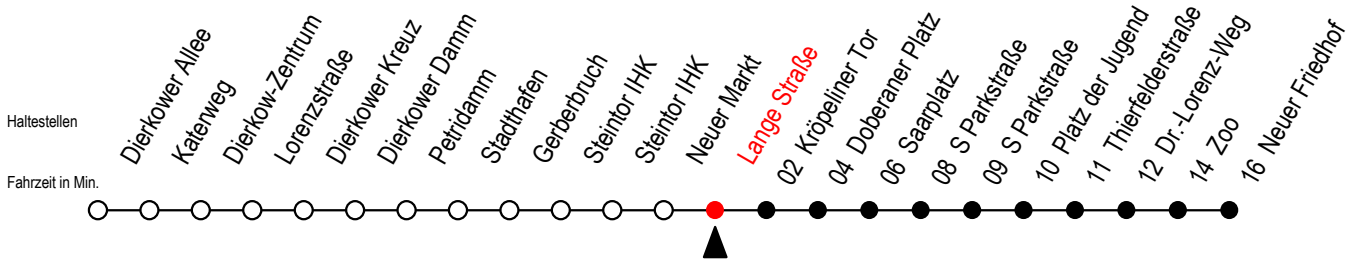 Haltestellen
Dierkower Allee
Katerweg
Dierkow-Zentrum
Lorenzstraße
Dierkower Kreuz
Dierkower Damm
Petridamm
Stadthafen
Gerberbruch
Steintor IHK
Steintor IHK
Neuer Markt
Lange Straße
Fahrzeit in Min.
02 Kröpeliner Tor
04 Doberaner Platz
06 Saarplatz
08 S Parkstraße
09 S Parkstraße
10 Platz der Jugend
11 Thierfelderstraße
12 Dr.-Lorenz-Weg
14 Zoo
16 Neuer Friedhof